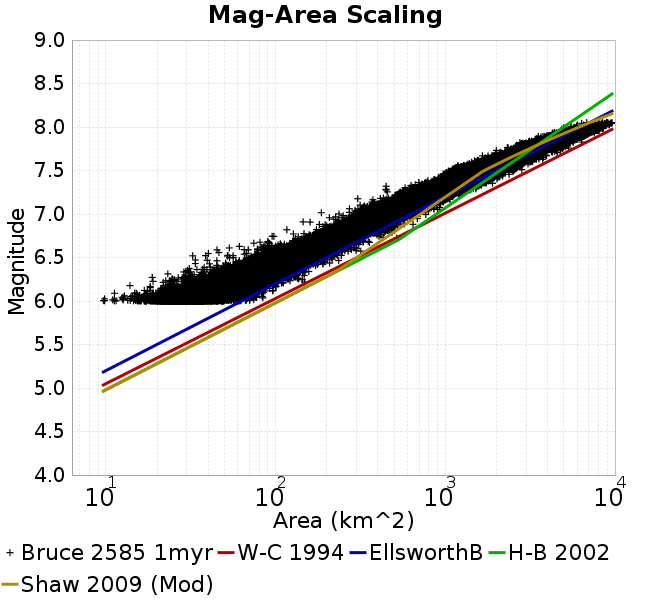 Mag-Area Scaling
9.0
8.5
8.0
7.5
7.0
6.5
6.0
5.5
5.0
4.5
4.0
Magnitude
10^1 10^2 10^3 10^4
Area (km^2)
Bruce 2585 1myr W-C 1994 EllsworthB H-B 2002
Shaw 2009 (Mod)